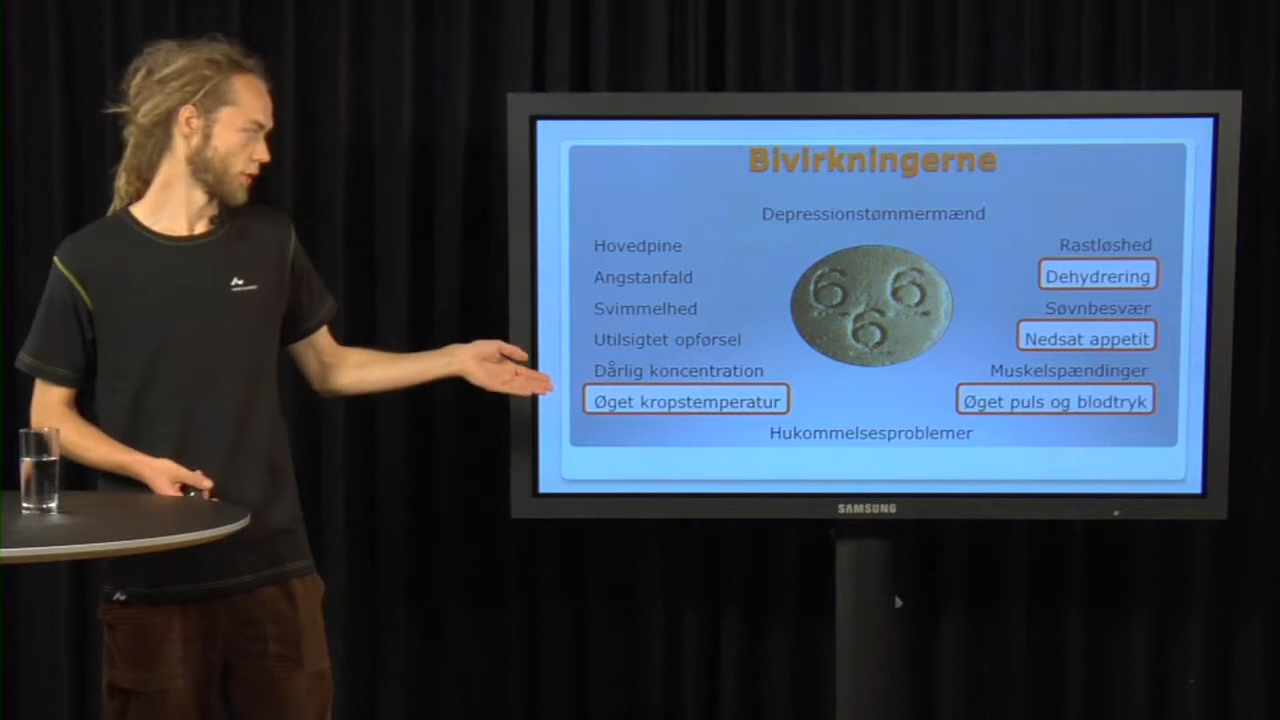 Bivirkningerne
Depressionstømmermænd
Hovedpine
Angstanfald
Svimmelhed
Utilsigtet opførsel
Dårlig koncentration
Øget kropstemperatur
666
Rastløshed
Dehydrering
Søvnbesvær
Nedsat appetit
Muskelspændinger
Øget puls og blodtryk
Hukommelsesproblemer
SAMSUNG